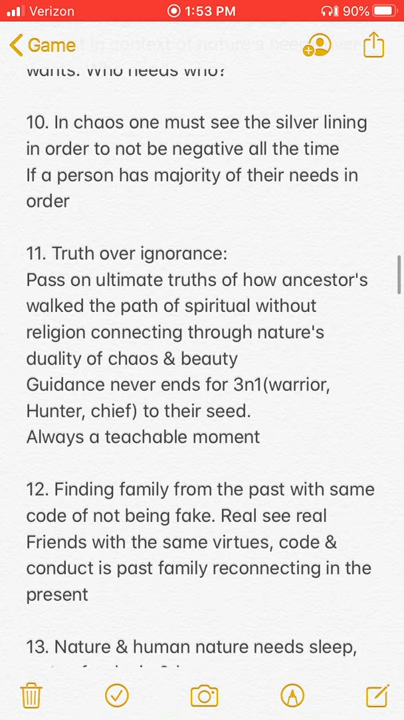 Verizon
1:53 PM
90%
Game
wants. Who needs who?
10. In chaos one must see the silver lining
in order to not be negative all the time
If a person has majority of their needs in
order
11. Truth over ignorance:
Pass on ultimate truths of how ancestor's
walked the path of spiritual without
religion connecting through nature's
duality of chaos & beauty
Guidance never ends for 3n1(warrior,
Hunter, chief) to their seed.
Always a teachable moment
12. Finding family from the past with same
code of not being fake. Real see real
Friends with the same virtues, code &
conduct is past family reconnecting in the
present
13. Nature & human nature needs sleep,